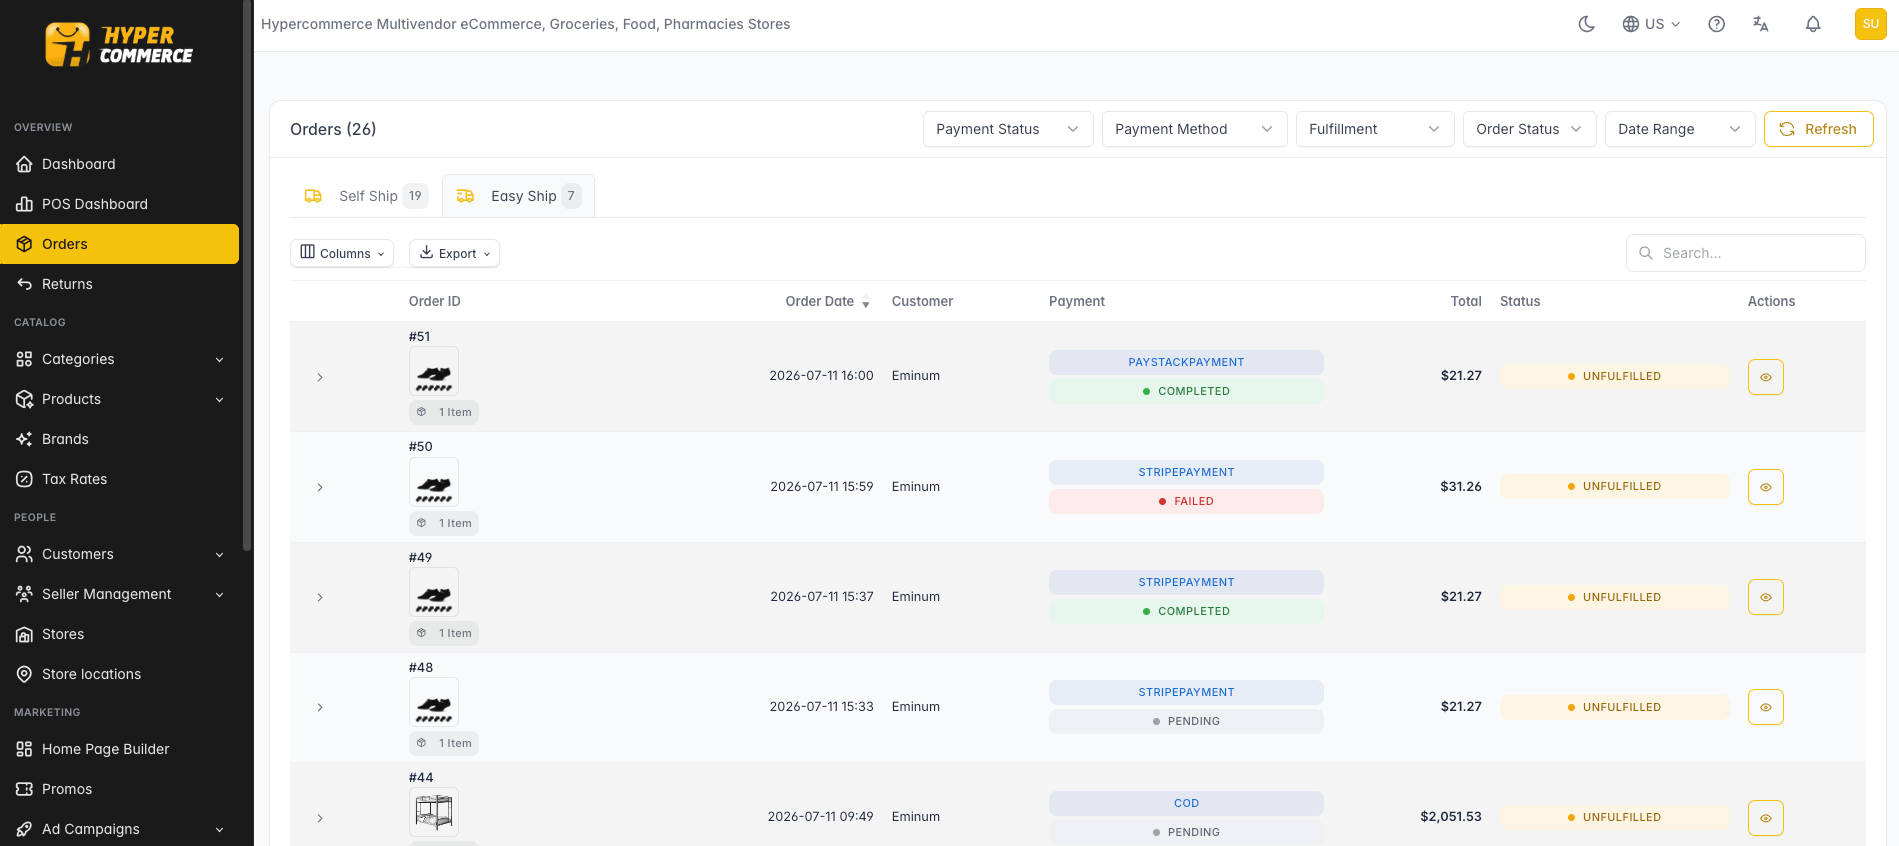 HYPER
COMMERCE
Hypercommerce Multivendor eCommerce, Groceries, Food, Pharmacies Stores
US
SU
OVERVIEW
Dashboard
POS Dashboard
Orders
Returns
CATALOG
Categories
Products
Brands
Tax Rates
PEOPLE
Customers
Seller Management
Stores
Store locations
MARKETING
Home Page Builder
Promos
Ad Campaigns
Orders (26)
Payment Status
Payment Method
Fulfillment
Order Status
Date Range
Refresh
Self Ship 19
Easy Ship 7
Columns
Export
Search...
Order ID Order Date Customer Payment Total Status Actions
#51
1 Item
2026-07-11 16:00 Eminum
PAYSTACKPAYMENT
COMPLETED
$21.27
UNFULFILLED
#50
1 Item
2026-07-11 15:59 Eminum
STRIPEPAYMENT
FAILED
$31.26
UNFULFILLED
#49
1 Item
2026-07-11 15:37 Eminum
STRIPEPAYMENT
COMPLETED
$21.27
UNFULFILLED
#48
1 Item
2026-07-11 15:33 Eminum
STRIPEPAYMENT
PENDING
$21.27
UNFULFILLED
#44
2026-07-11 09:49 Eminum
COD
PENDING
$2,051.53
UNFULFILLED